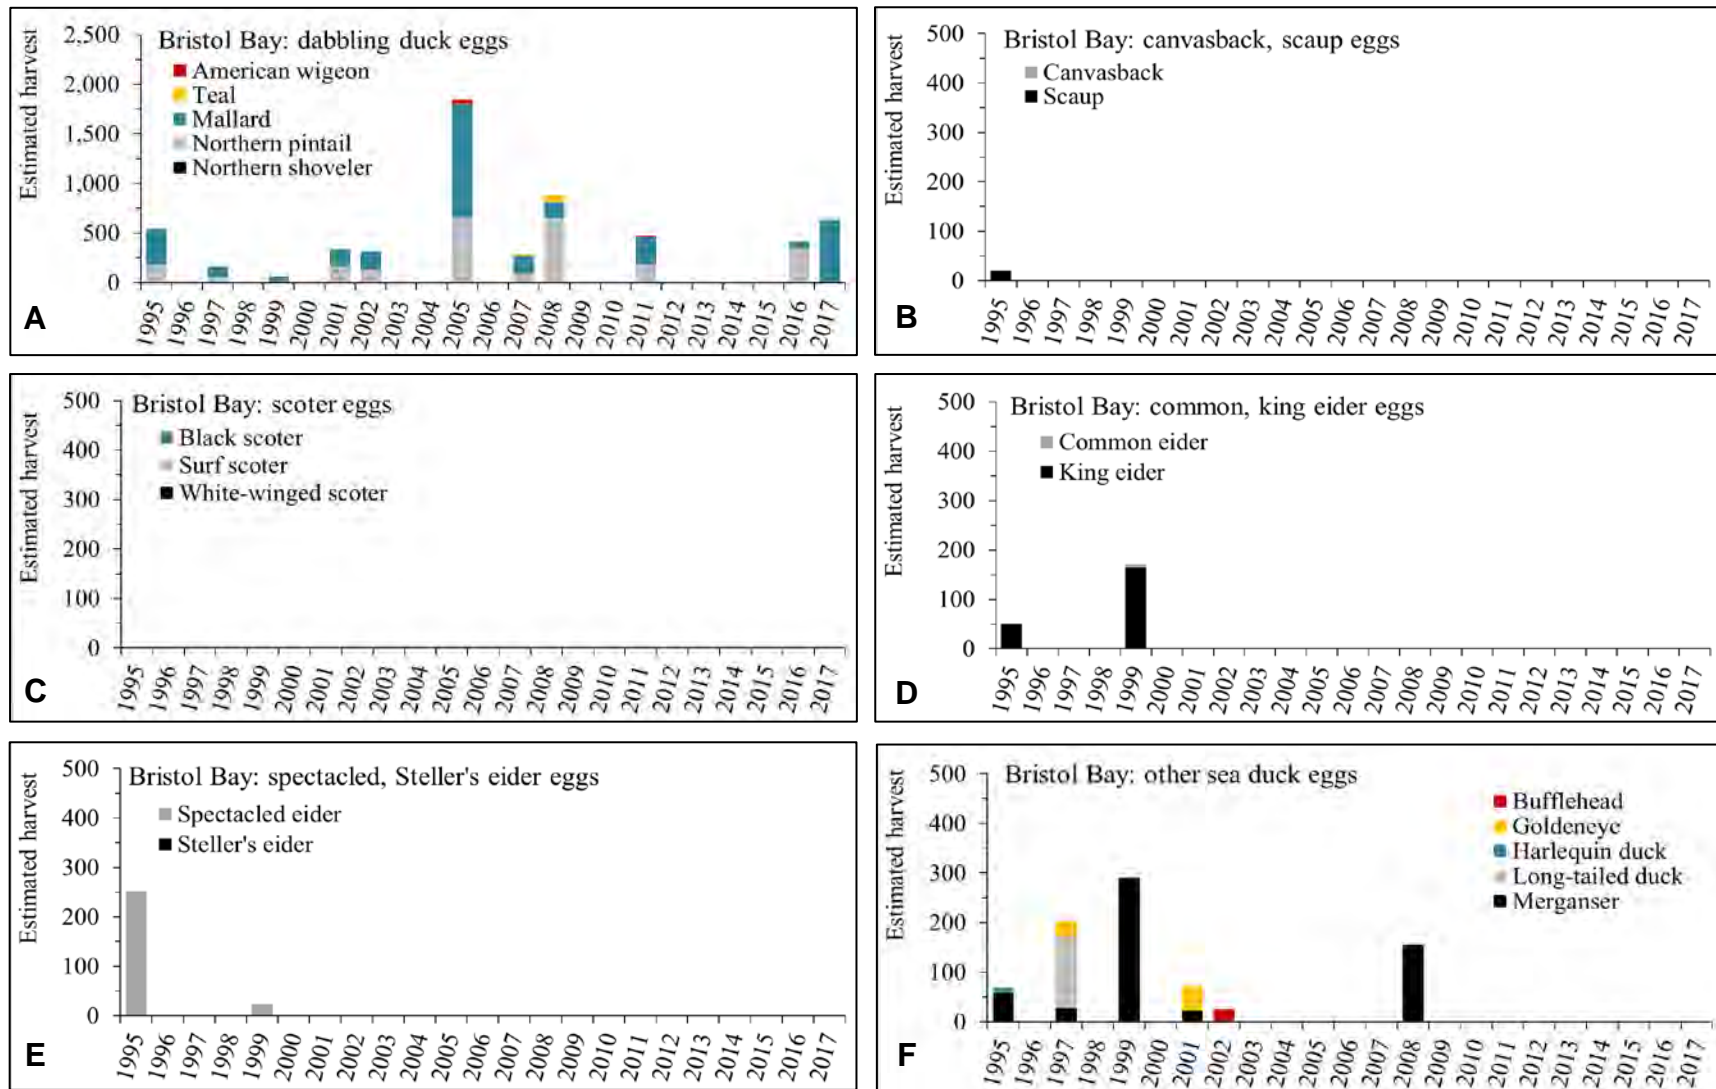 Bristol Bay: dabbling duck eggs
American wigeon
Teal
Mallard
Northern pintail
Northern shoveler
Estimated harvest
2,500
2,000
1,500
1,000
500
0
1995 1996 1997 1998 1999 2000 2001 2002 2003 2004 2005 2006 2007 2008 2009 2010 2011 2012 2013 2014 2015 2016 2017
A
Bristol Bay: canvasback, scaup eggs
Canvasback
Scaup
Estimated harvest
500
400
300
200
100
0
1995 1996 1997 1998 1999 2000 2001 2002 2003 2004 2005 2006 2007 2008 2009 2010 2011 2012 2013 2014 2015 2016 2017
B
Bristol Bay: scoter eggs
Black scoter
Surf scoter
White-winged scoter
Estimated harvest
500
400
300
200
100
0
1995 1996 1997 1998 1999 2000 2001 2002 2003 2004 2005 2006 2007 2008 2009 2010 2011 2012 2013 2014 2015 2016 2017
C
Bristol Bay: common, king eider eggs
Common eider
King eider
Estimated harvest
500
400
300
200
100
0
1995 1996 1997 1998 1999 2000 2001 2002 2003 2004 2005 2006 2007 2008 2009 2010 2011 2012 2013 2014 2015 2016 2017
D
Bristol Bay: spectacled, Steller's eider eggs
Spectacled eider
Steller's eider
Estimated harvest
500
400
300
200
100
0
1995 1996 1997 1998 1999 2000 2001 2002 2003 2004 2005 2006 2007 2008 2009 2010 2011 2012 2013 2014 2015 2016 2017
E
Bristol Bay: other sea duck eggs
Bufflehead
Goldeneye
Harlequin duck
Long-tailed duck
Merganser
Estimated harvest
500
400
300
200
100
0
1995 1996 1997 1998 1999 2000 2001 2002 2003 2004 2005 2006 2007 2008 2009 2010 2011 2012 2013 2014 2015 2016 2017
F